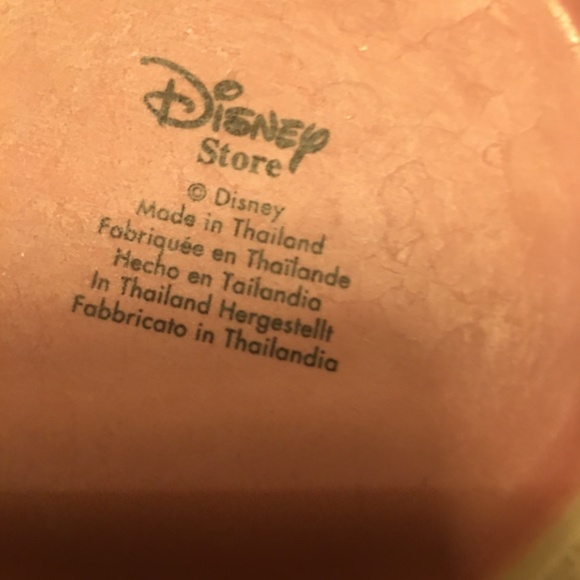 Disney
Store
© Disney
Made in Thailand
Fabriquée en Thaïlande
Hecho en Tailandia
In Thailand Hergestellt
Fabbricato in Thailandia